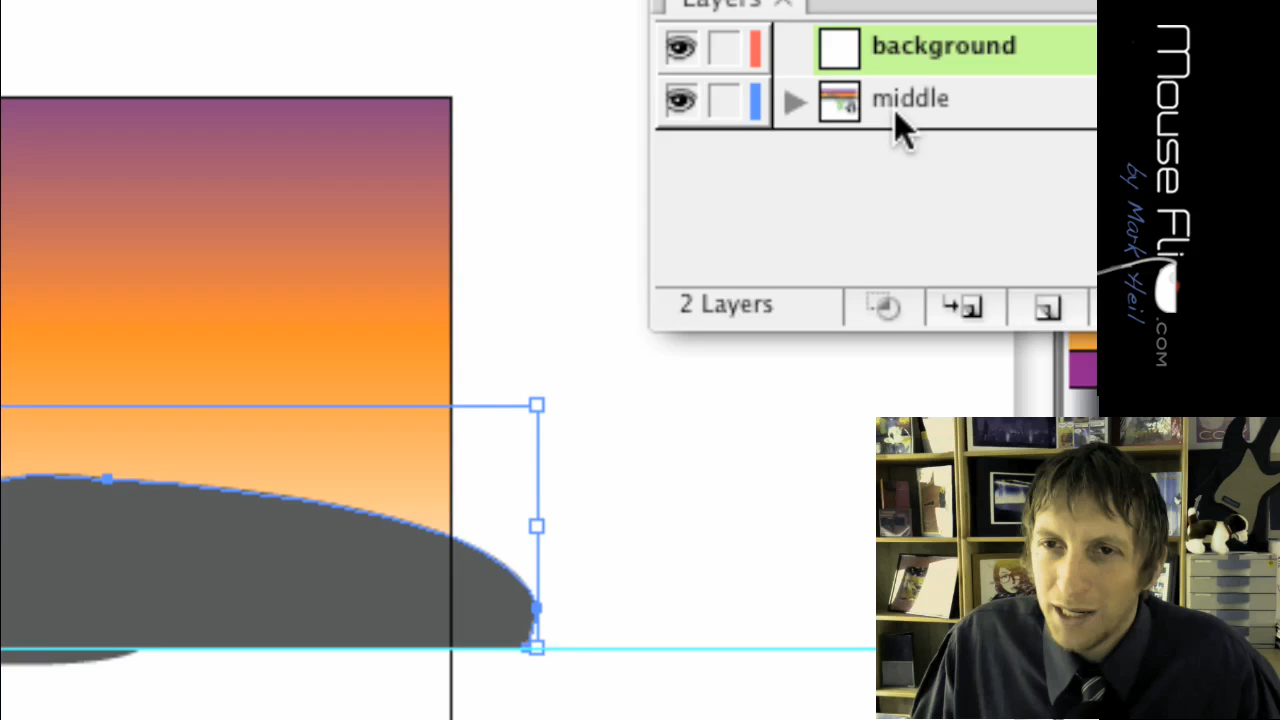 Layers
background
middle
2 Layers
Mouse Flip
by Mark Heil
.COM